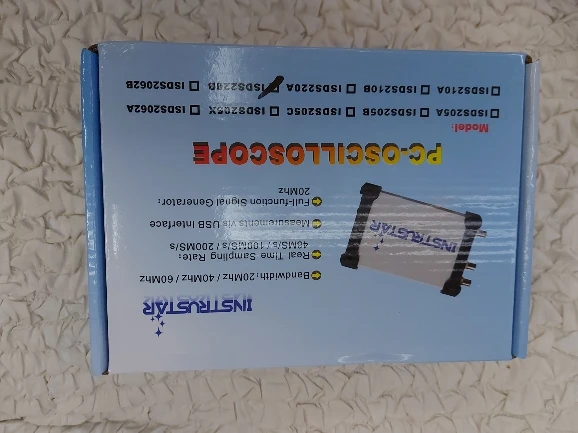 INSTRUSTAR
Bandwidth:20Mhz / 40Mhz / 60Mhz
Real Time Sampling Rate:
48MS/s / 100MS/s / 200MS/s
Measurements via USB Interface
Full-function Signal Generator:
20Mhz
INSTRUSTAR
PC-OSCILLOSCOPE
Model:
□ ISDS205A □ ISDS205B □ ISDS205C □ ISDS205X □ ISDS2062A
□ ISDS210A □ ISDS210B □ ISDS220A ☑ ISDS220B □ ISDS2062B